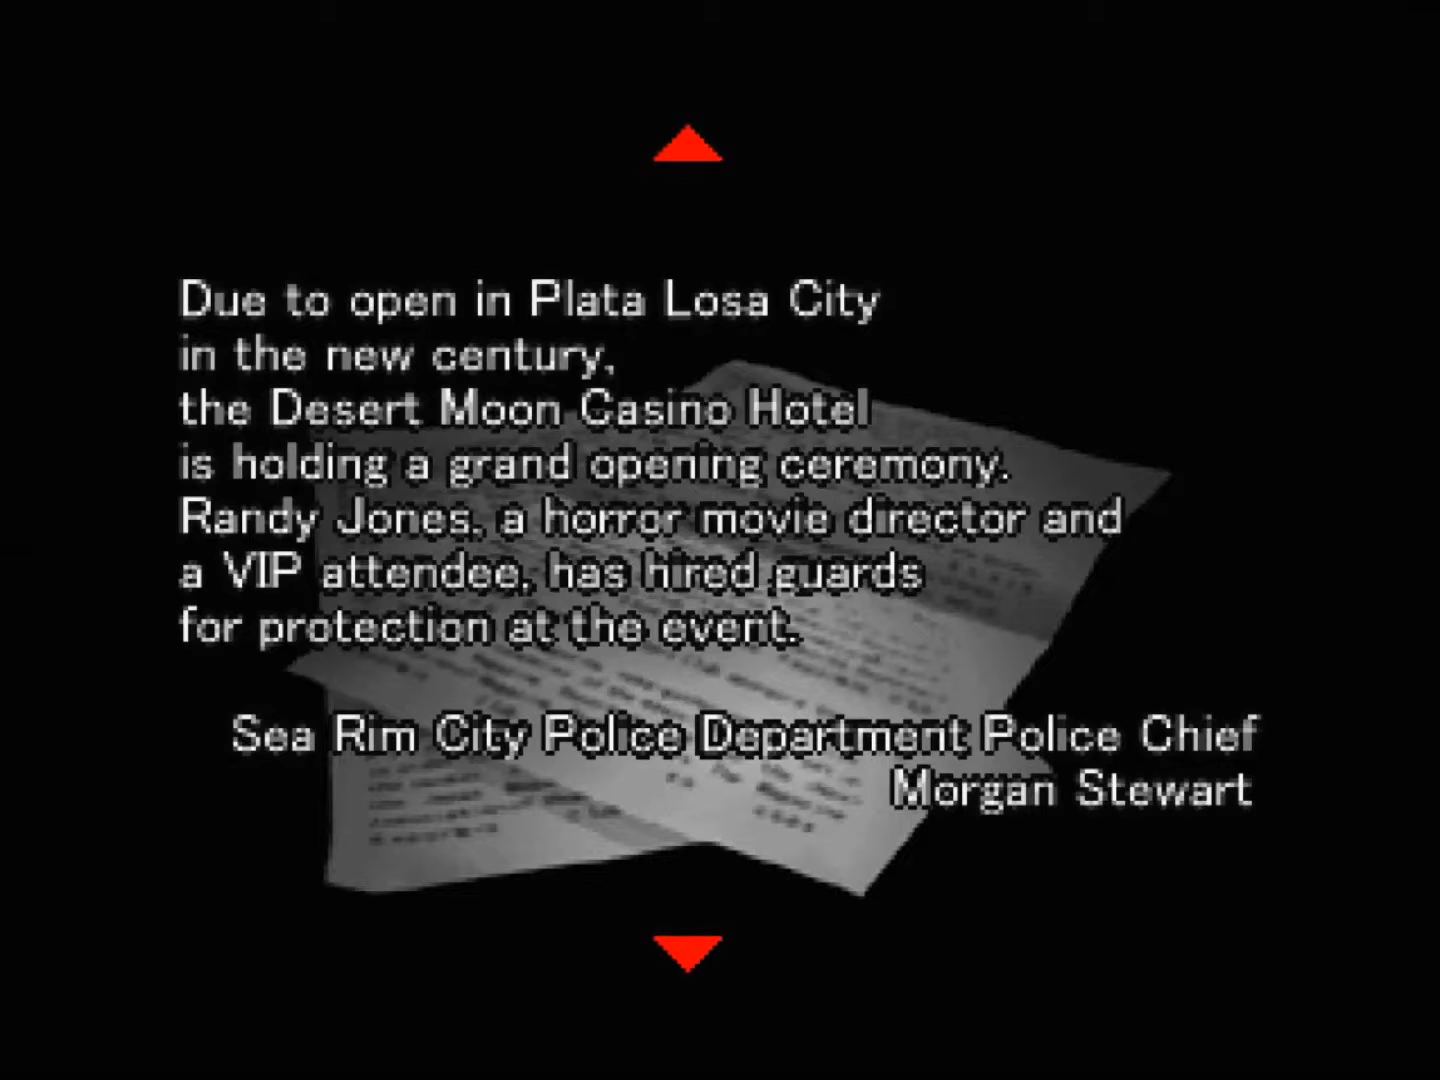 Due to open in Plata Losa City
in the new century,
the Desert Moon Casino Hotel
is holding a grand opening ceremony.
Randy Jones, a horror movie director and
a VIP attendee, has hired guards
for protection at the event.
Sea Rim City Police Department Police Chief
Morgan Stewart